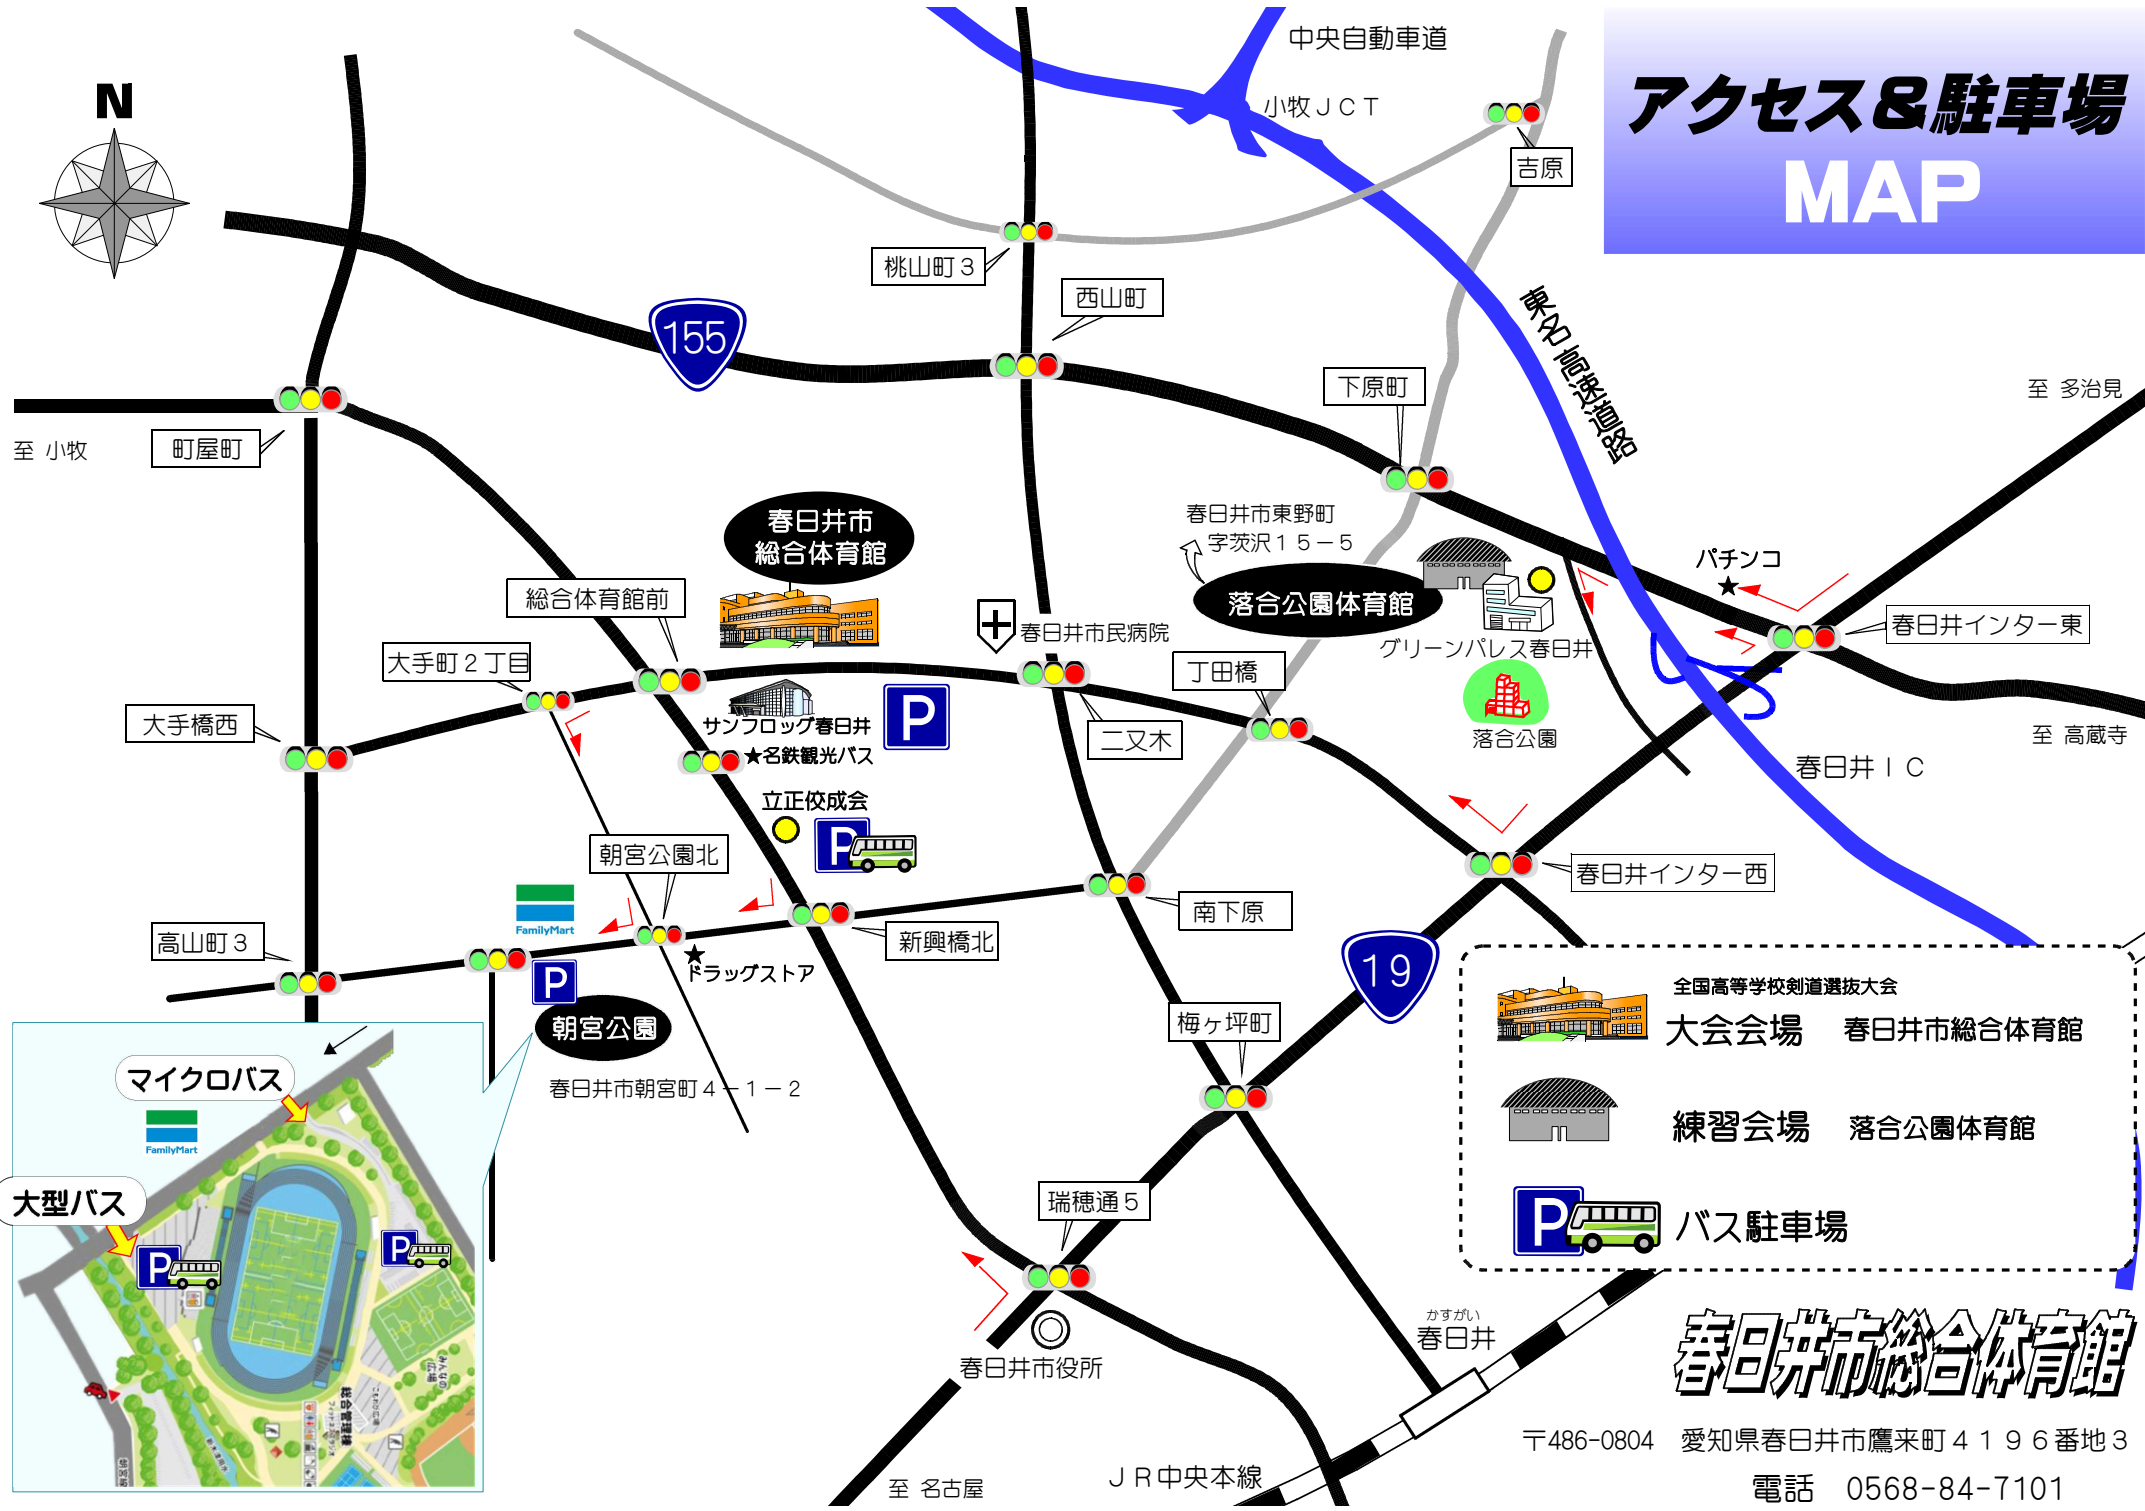 アクセス&駐車場
MAP
N
中央自動車道
小牧ＪＣＴ
吉原
桃山町３
西山町
155
東名高速道路
下原町
至 多治見
至 小牧
町屋町
春日井市
総合体育館
春日井市東野町
字茨沢１５－５
パチンコ
★
総合体育館前
落合公園体育館
春日井インター東
春日井市民病院
グリーンパレス春日井
大手町２丁目
丁田橋
大手橋西
サンフロッグ春日井
P
二又木
落合公園
至 高蔵寺
★名鉄観光バス
春日井ＩＣ
立正佼成会
P
朝宮公園北
春日井インター西
FamilyMart
南下原
高山町３
新興橋北
★
ドラッグストア
P
19
朝宮公園
梅ヶ坪町
春日井市朝宮町４－１－２
全国高等学校剣道選抜大会
大会会場 春日井市総合体育館
練習会場 落合公園体育館
P
バス駐車場
マイクロバス
FamilyMart
大型バス
P
P
みんなの広場
総合管理棟
瑞穂通５
春日井市役所
かすがい
春日井
至 名古屋
ＪＲ中央本線
春日井市総合体育館
〒486-0804 愛知県春日井市鷹来町４１９６番地３
電話 0568-84-7101